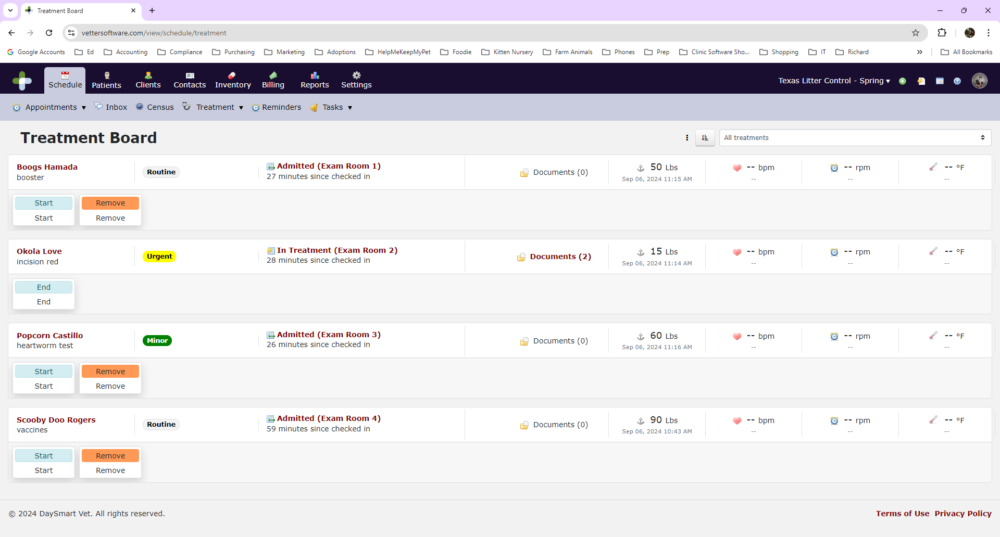 Treatment Board
vettersoftware.com/view/schedule/treatment
Google Accounts Ed Accounting Compliance Purchasing Marketing Adoptions HelpMeKeepMyPet Foodie Kitten Nursery Farm Animals Phones Prep Clinic Software Sho... Shopping IT Richard » All Bookmarks
Schedule Patients Clients Contacts Inventory Billing Reports Settings Texas Litter Control - Spring
Appointments Inbox Census Treatment Reminders Tasks
Treatment Board All treatments
Boogs Hamada Routine Admitted (Exam Room 1) Documents (0) 50 Lbs -- bpm -- rpm -- °F
booster 27 minutes since checked in Sep 06, 2024 11:15 AM -- -- --
Start Remove
Start Remove
Okola Love Urgent In Treatment (Exam Room 2) Documents (2) 15 Lbs -- bpm -- rpm -- °F
incision red 28 minutes since checked in Sep 06, 2024 11:14 AM -- -- --
End
End
Popcorn Castillo Minor Admitted (Exam Room 3) Documents (0) 60 Lbs -- bpm -- rpm -- °F
heartworm test 26 minutes since checked in Sep 06, 2024 11:16 AM -- -- --
Start Remove
Start Remove
Scooby Doo Rogers Routine Admitted (Exam Room 4) Documents (0) 90 Lbs -- bpm -- rpm -- °F
vaccines 59 minutes since checked in Sep 06, 2024 10:43 AM -- -- --
Start Remove
Start Remove
© 2024 DaySmart Vet. All rights reserved. Terms of Use Privacy Policy